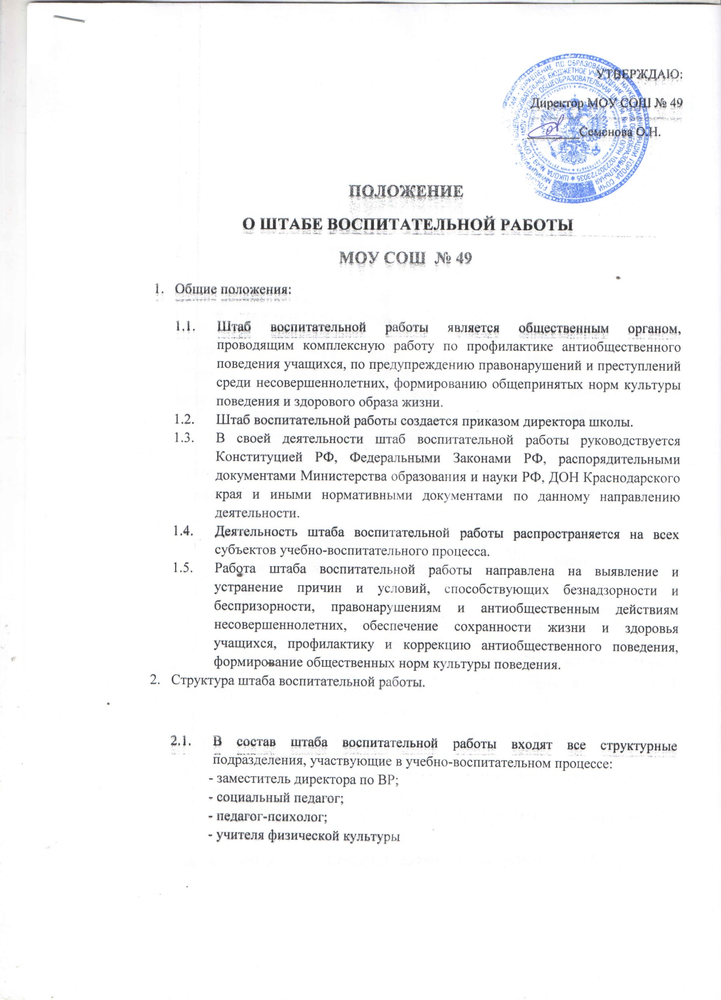 УТВЕРЖДАЮ:
Директор МОУ СОШ № 49
Семенова О.Н.
ПОЛОЖЕНИЕ
О ШТАБЕ ВОСПИТАТЕЛЬНОЙ РАБОТЫ
МОУ СОШ № 49
1. Общие положения:
1.1. Штаб воспитательной работы является общественным органом,
проводящим комплексную работу по профилактике антиобщественного
поведения учащихся, по предупреждению правонарушений и преступлений
среди несовершеннолетних, формированию общепринятых норм культуры
поведения и здорового образа жизни.
1.2. Штаб воспитательной работы создается приказом директора школы.
1.3. В своей деятельности штаб воспитательной работы руководствуется
Конституцией РФ, Федеральными Законами РФ, распорядительными
документами Министерства образования и науки РФ, ДОН Краснодарского
края и иными нормативными документами по данному направлению
деятельности.
1.4. Деятельность штаба воспитательной работы распространяется на всех
субъектов учебно-воспитательного процесса.
1.5. Работа штаба воспитательной работы направлена на выявление и
устранение причин и условий, способствующих безнадзорности и
беспризорности, правонарушениям и антиобщественным действиям
несовершеннолетних, обеспечение сохранности жизни и здоровья
учащихся, профилактику и коррекцию антиобщественного поведения,
формирование общественных норм культуры поведения.
2. Структура штаба воспитательной работы.
2.1. В состав штаба воспитательной работы входят все структурные
подразделения, участвующие в учебно-воспитательном процессе:
- заместитель директора по ВР;
- социальный педагог;
- педагог-психолог;
- учителя физической культуры